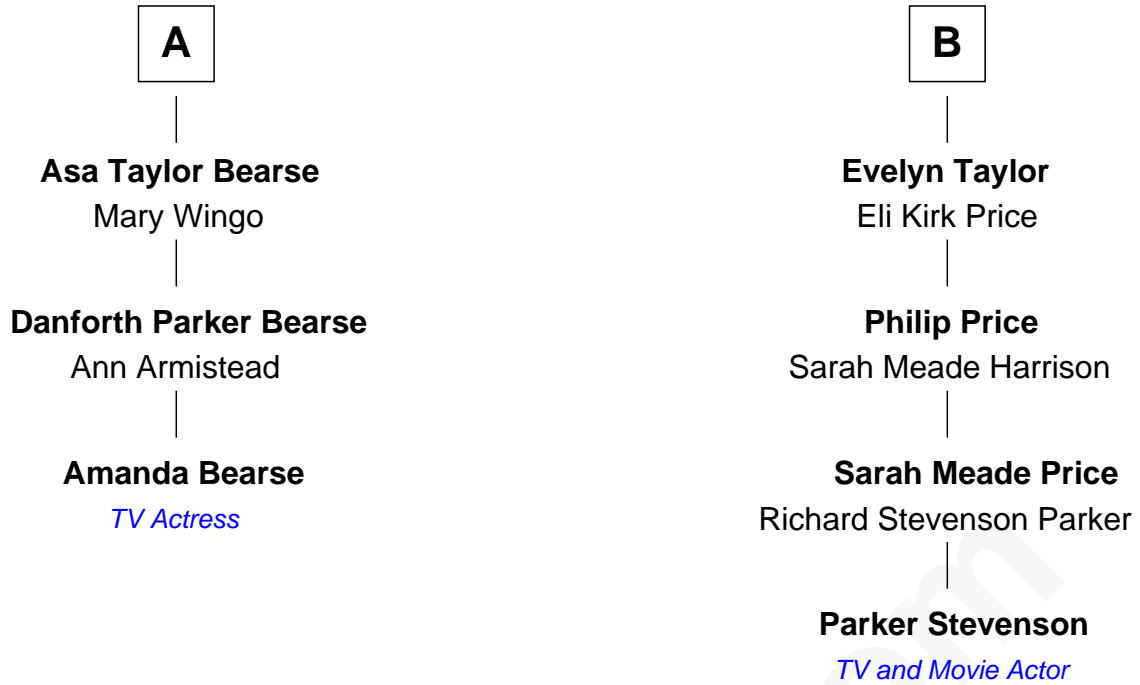 A
Asa Taylor Bearse
Mary Wingo
Danforth Parker Bearse
Ann Armistead
Amanda Bearse
TV Actress
B
Evelyn Taylor
Eli Kirk Price
Philip Price
Sarah Meade Harrison
Sarah Meade Price
Richard Stevenson Parker
Parker Stevenson
TV and Movie Actor